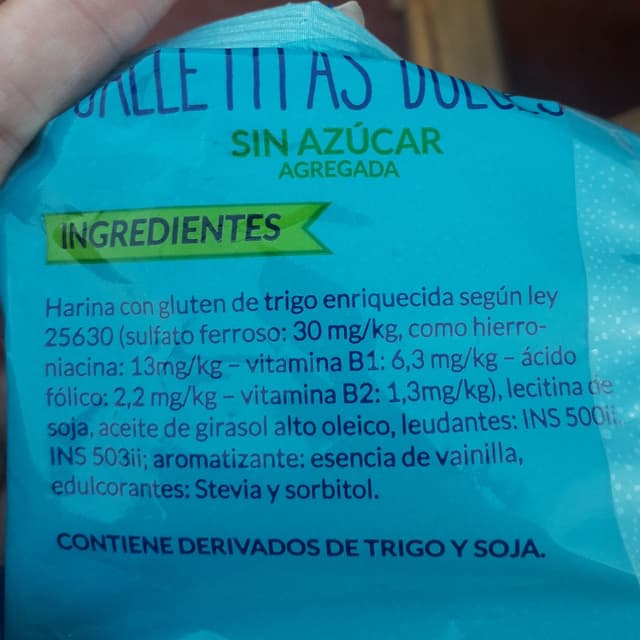 GALLETITAS DULCES
SIN AZÚCAR
AGREGADA
INGREDIENTES
Harina con gluten de trigo enriquecida según ley
25630 (sulfato ferroso: 30 mg/kg, como hierro-
niacina: 13mg/kg – vitamina B1: 6,3 mg/kg – ácido
fólico: 2,2 mg/kg – vitamina B2: 1,3mg/kg), lecitina de
soja, aceite de girasol alto oleico, leudantes: INS 500ii,
INS 503ii; aromatizante: esencia de vainilla,
edulcorantes: Stevia y sorbitol.
CONTIENE DERIVADOS DE TRIGO Y SOJA.